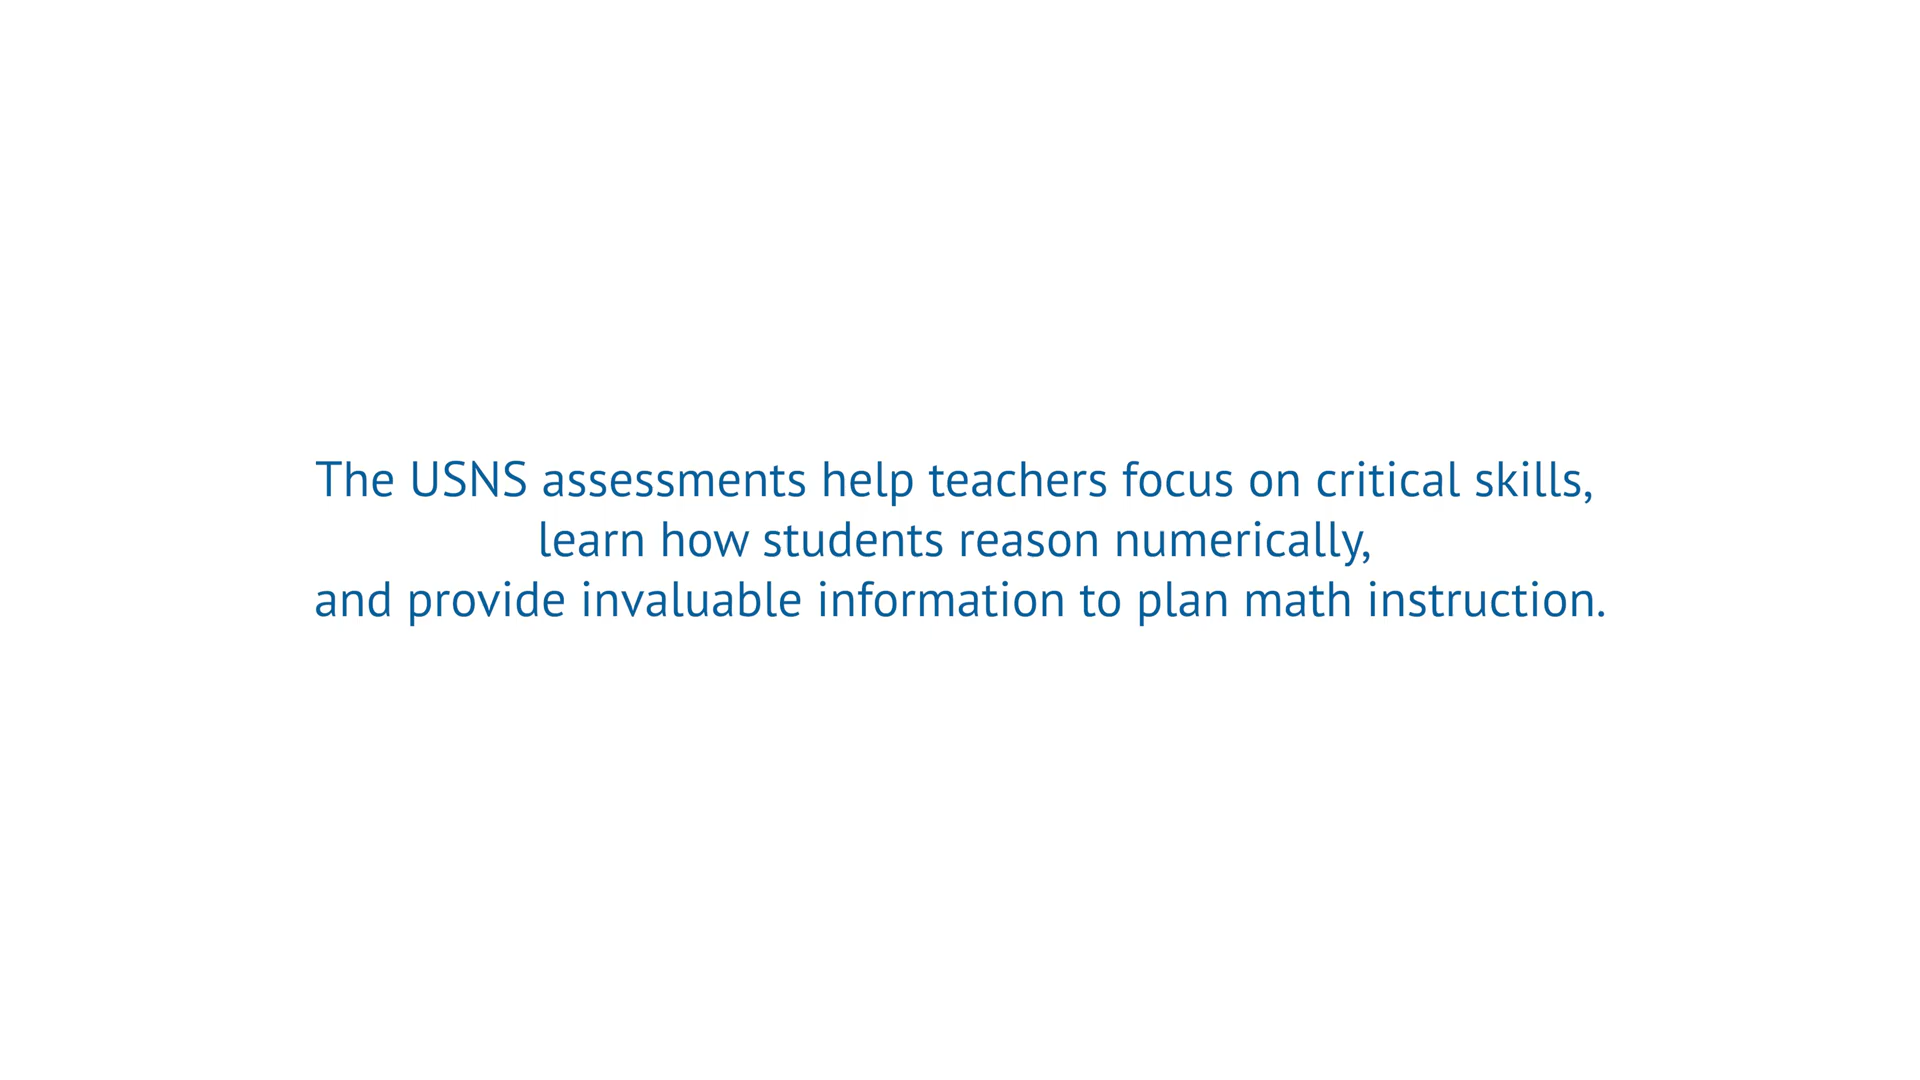 The USNS assessments help teachers focus on critical skills,
learn how students reason numerically,
and provide invaluable information to plan math instruction.